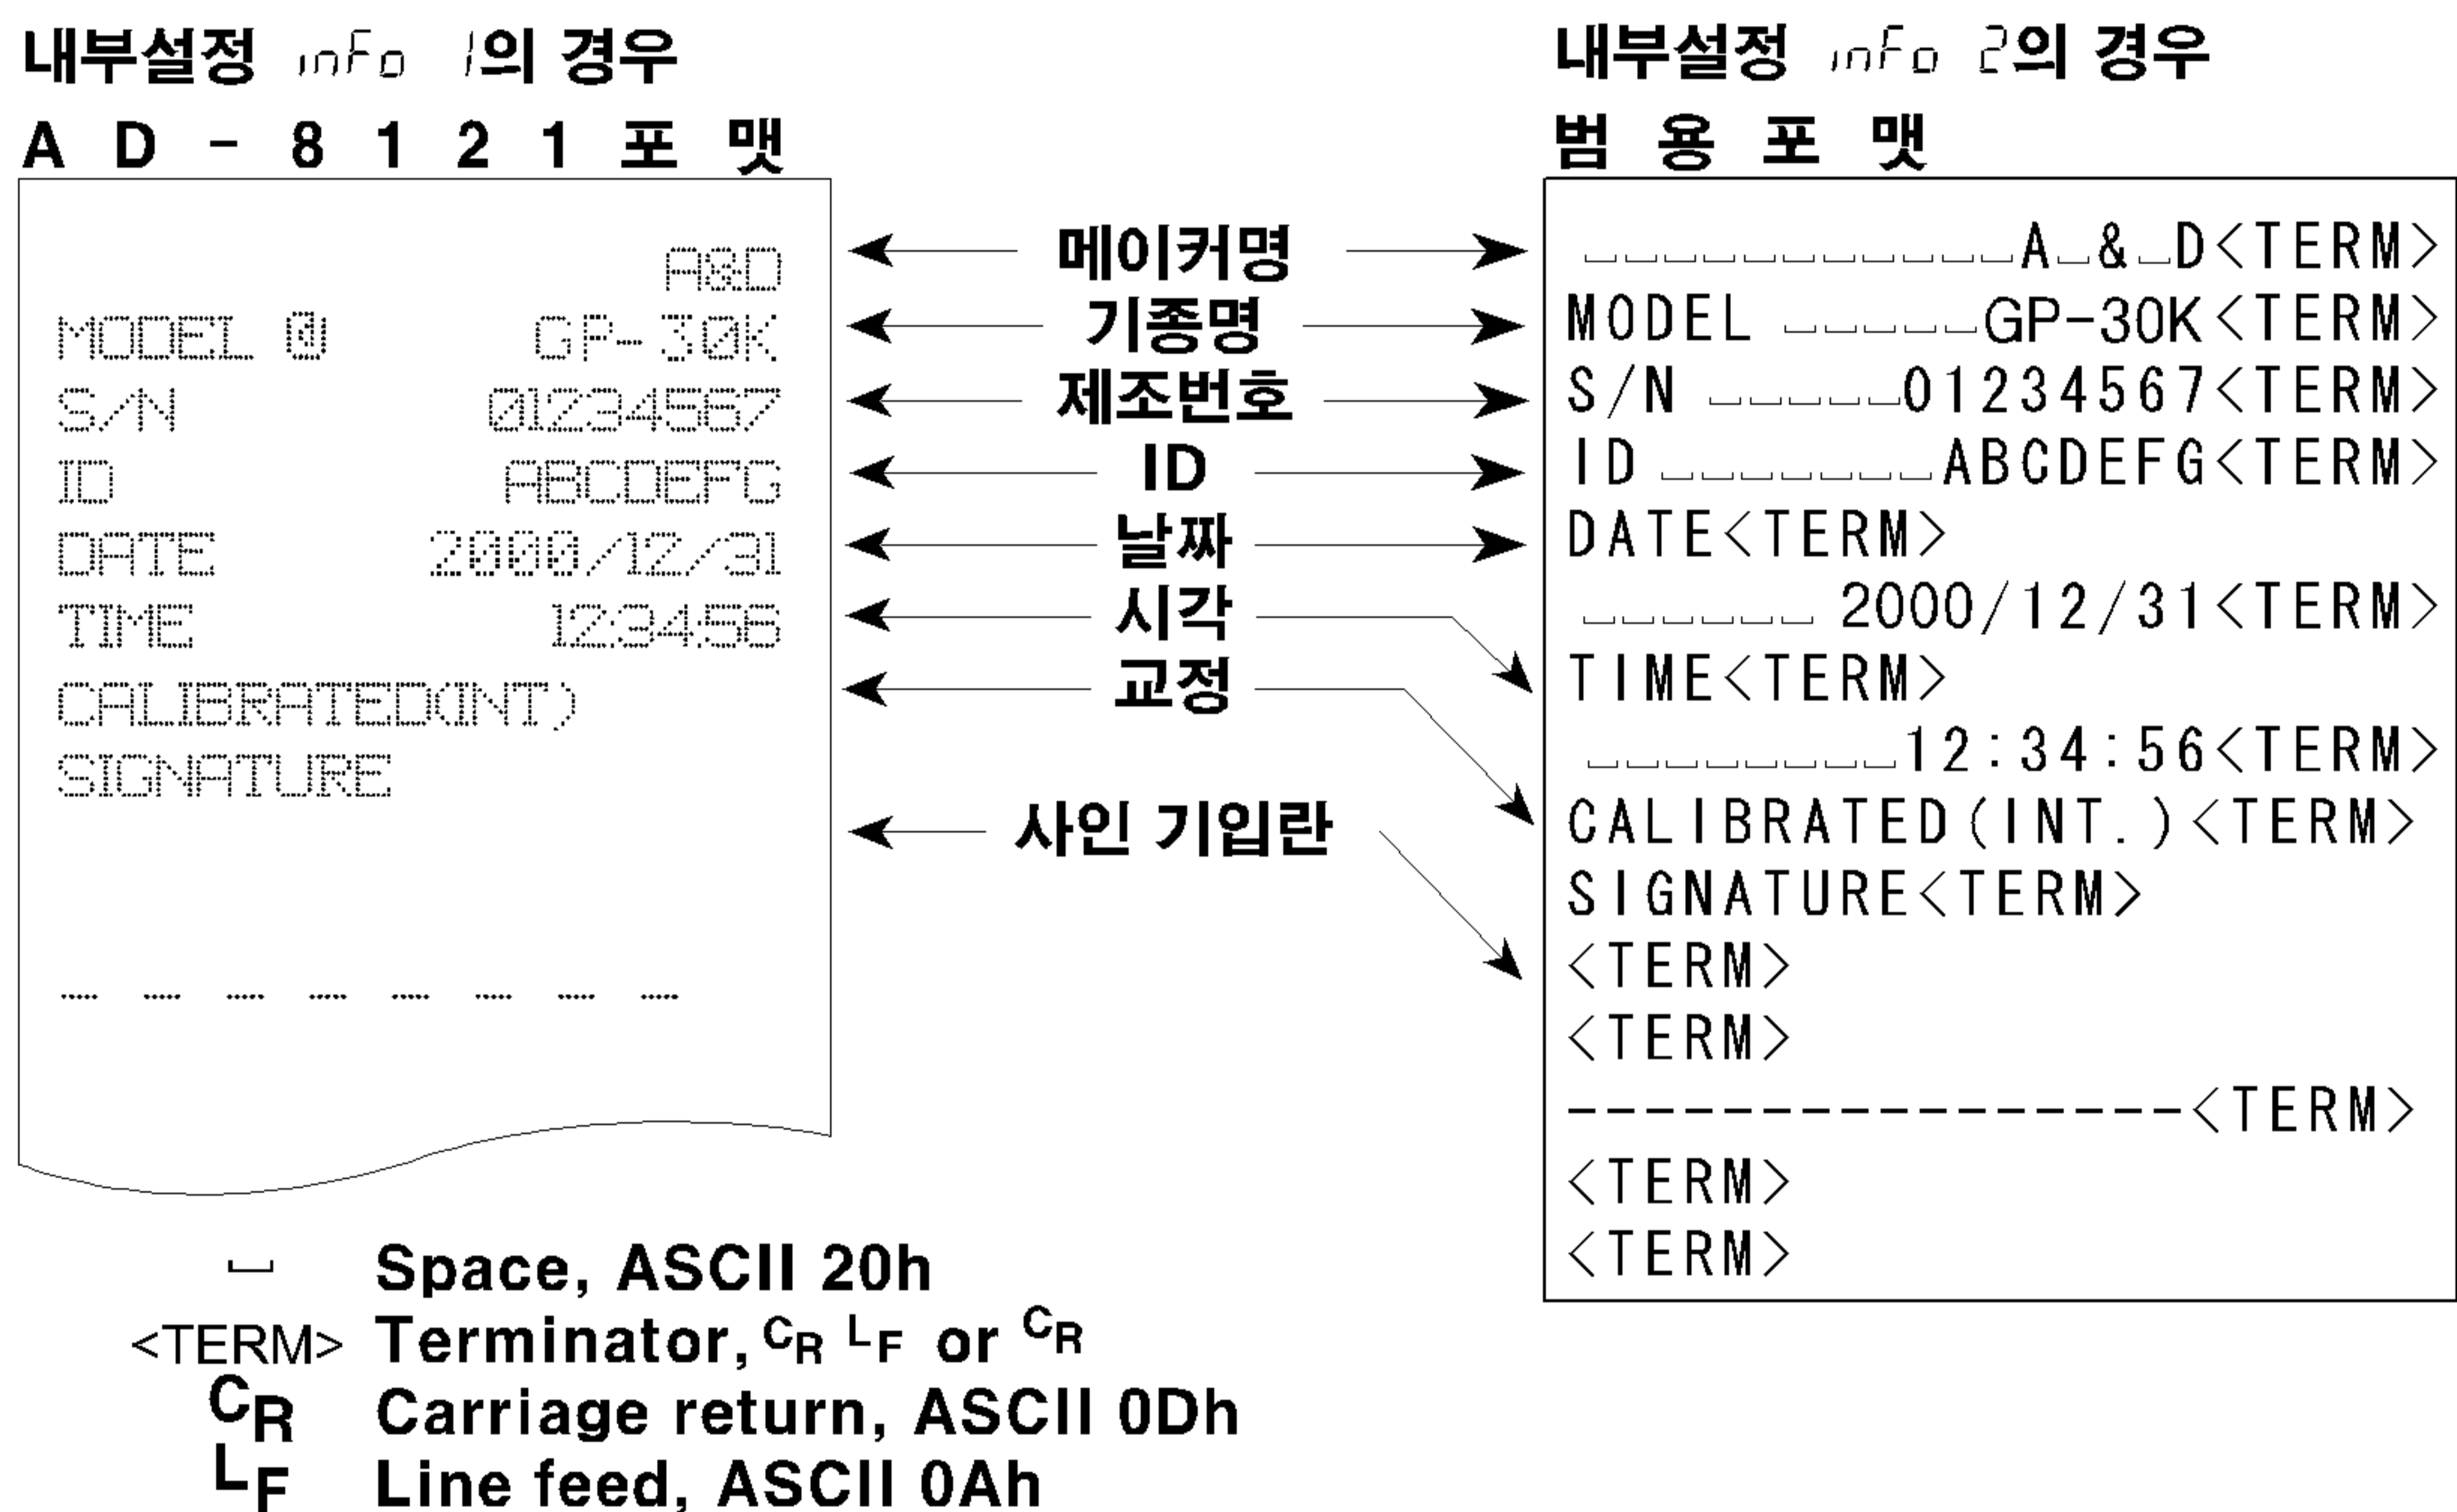 내부설정 info 1의 경우
AD-8121포맷
A&D
MODEL @ GP-30K
S/N 01234567
ID ABCDEFG
DATE 2000/12/31
TIME 12:34:56
CALIBRATED(INT.)
SIGNATURE
- - - - - - - -
메이커명
기종명
제조번호
ID
날짜
시각
교정
사인 기입란
내부설정 info 2의 경우
범용포맷
␣␣␣␣␣␣␣␣␣␣␣A␣&␣D<TERM>
MODEL ␣␣␣␣␣GP-30K<TERM>
S/N ␣␣␣␣␣01234567<TERM>
ID ␣␣␣␣␣␣␣ABCDEFG<TERM>
DATE<TERM>
␣␣␣␣␣␣ 2000/12/31<TERM>
TIME<TERM>
␣␣␣␣␣␣␣␣12:34:56<TERM>
CALIBRATED(INT.)<TERM>
SIGNATURE<TERM>
<TERM>
<TERM>
----------------<TERM>
<TERM>
<TERM>
␣ Space, ASCII 20h
<TERM> Terminator, CR LF or CR
CR Carriage return, ASCII 0Dh
LF Line feed, ASCII 0Ah